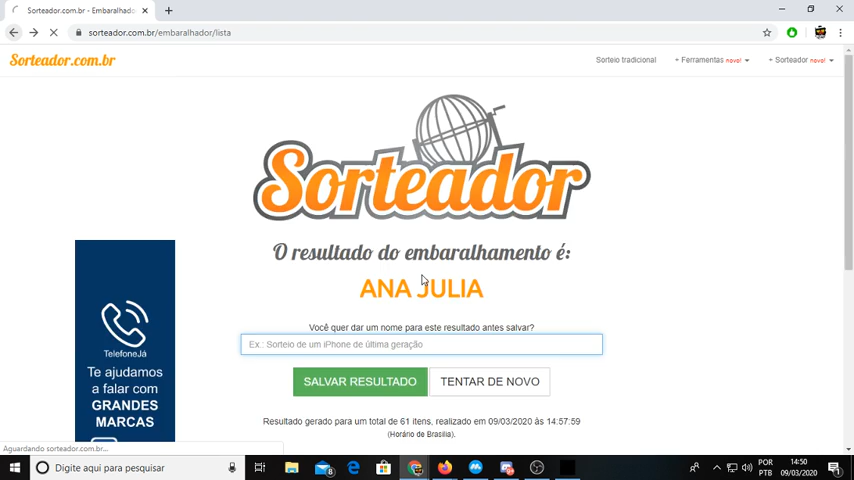 Sorteador.com.br - Embaralhador
sorteador.com.br/embaralhador/lista
Sorteador.com.br
Sorteio tradicional
+ Ferramentas novo!
+ Sorteador novo!
Sorteador
O resultado do embaralhamento é:
ANA JULIA
Você quer dar um nome para este resultado antes salvar?
Ex.: Sorteio de um iPhone de última geração
SALVAR RESULTADO
TENTAR DE NOVO
Resultado gerado para um total de 61 itens, realizado em 09/03/2020 às 14:57:59
(Horário de Brasilia).
TelefoneJá
Te ajudamos
a falar com
GRANDES
MARCAS
Aguardando sorteador.com.br...
Digite aqui para pesquisar
8
POR
PTB
14:50
09/03/2020
1